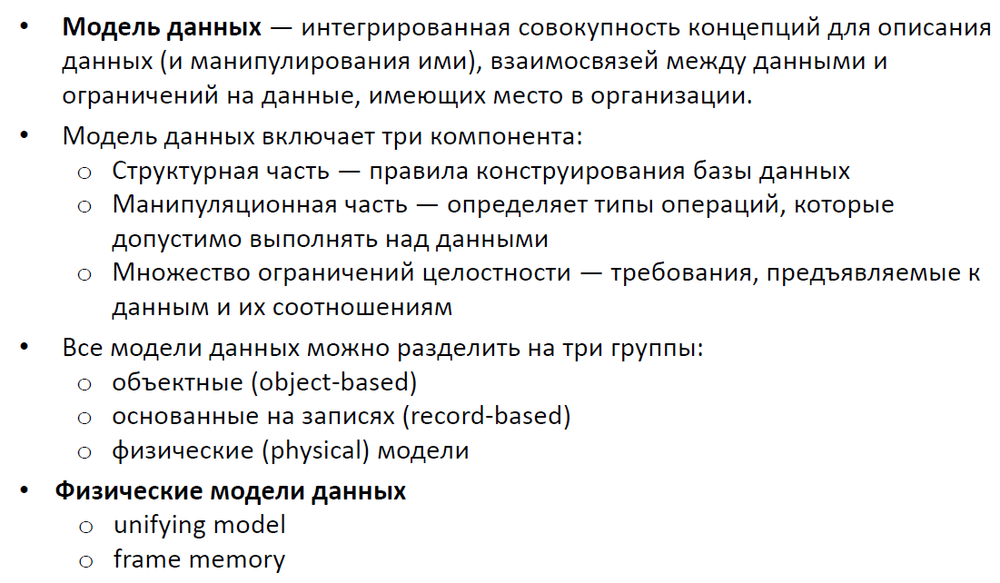 • Модель данных — интегрированная совокупность концепций для описания
данных (и манипулирования ими), взаимосвязей между данными и
ограничений на данные, имеющих место в организации.
• Модель данных включает три компонента:
o Структурная часть — правила конструирования базы данных
o Манипуляционная часть — определяет типы операций, которые
допустимо выполнять над данными
o Множество ограничений целостности — требования, предъявляемые к
данным и их соотношениям
• Все модели данных можно разделить на три группы:
o объектные (object-based)
o основанные на записях (record-based)
o физические (physical) модели
• Физические модели данных
o unifying model
o frame memory